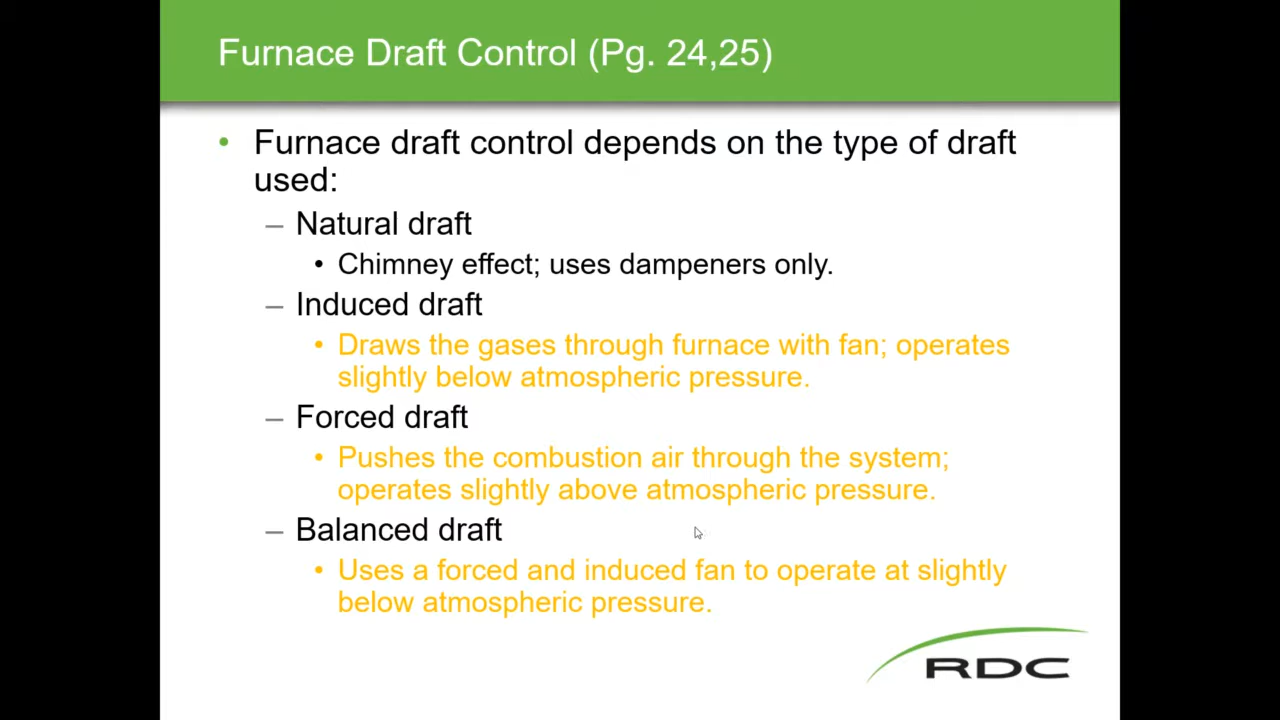 Furnace Draft Control (Pg. 24,25)
• Furnace draft control depends on the type of draft
used:
– Natural draft
• Chimney effect; uses dampeners only.
– Induced draft
• Draws the gases through furnace with fan; operates
slightly below atmospheric pressure.
– Forced draft
• Pushes the combustion air through the system;
operates slightly above atmospheric pressure.
– Balanced draft
• Uses a forced and induced fan to operate at slightly
below atmospheric pressure.
RDC